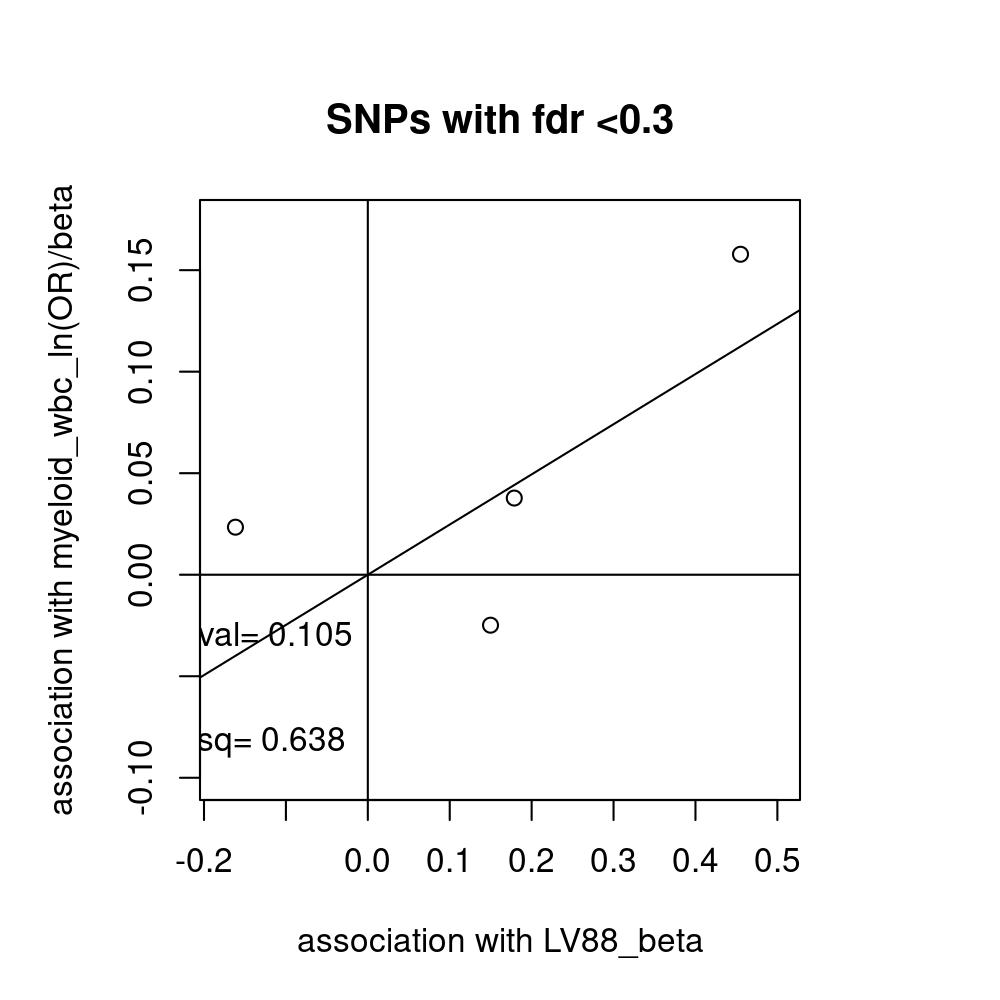 SNPs with fdr <0.3
association with myeloid_wbc_ln(OR)/beta
0.15
0.10
0.05
0.00
-0.10
val= 0.105
sq= 0.638
-0.2 0.0 0.1 0.2 0.3 0.4 0.5
association with LV88_beta